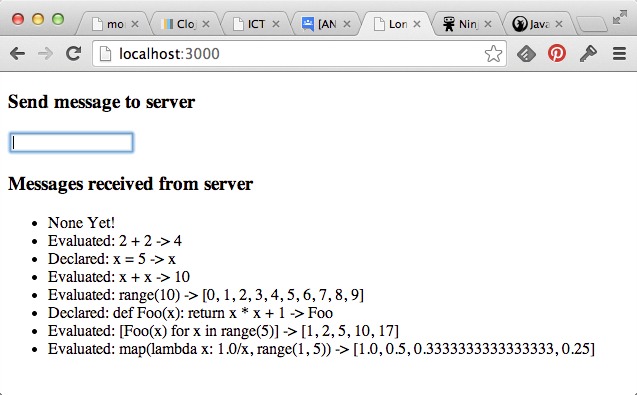 mo
Cloj
ICT
[AN
Lor
Ninj
Java
localhost:3000
Send message to server
Messages received from server
• None Yet!
• Evaluated: 2 + 2 -> 4
• Declared: x = 5 -> x
• Evaluated: x + x -> 10
• Evaluated: range(10) -> [0, 1, 2, 3, 4, 5, 6, 7, 8, 9]
• Declared: def Foo(x): return x * x + 1 -> Foo
• Evaluated: [Foo(x) for x in range(5)] -> [1, 2, 5, 10, 17]
• Evaluated: map(lambda x: 1.0/x, range(1, 5)) -> [1.0, 0.5, 0.3333333333333333, 0.25]